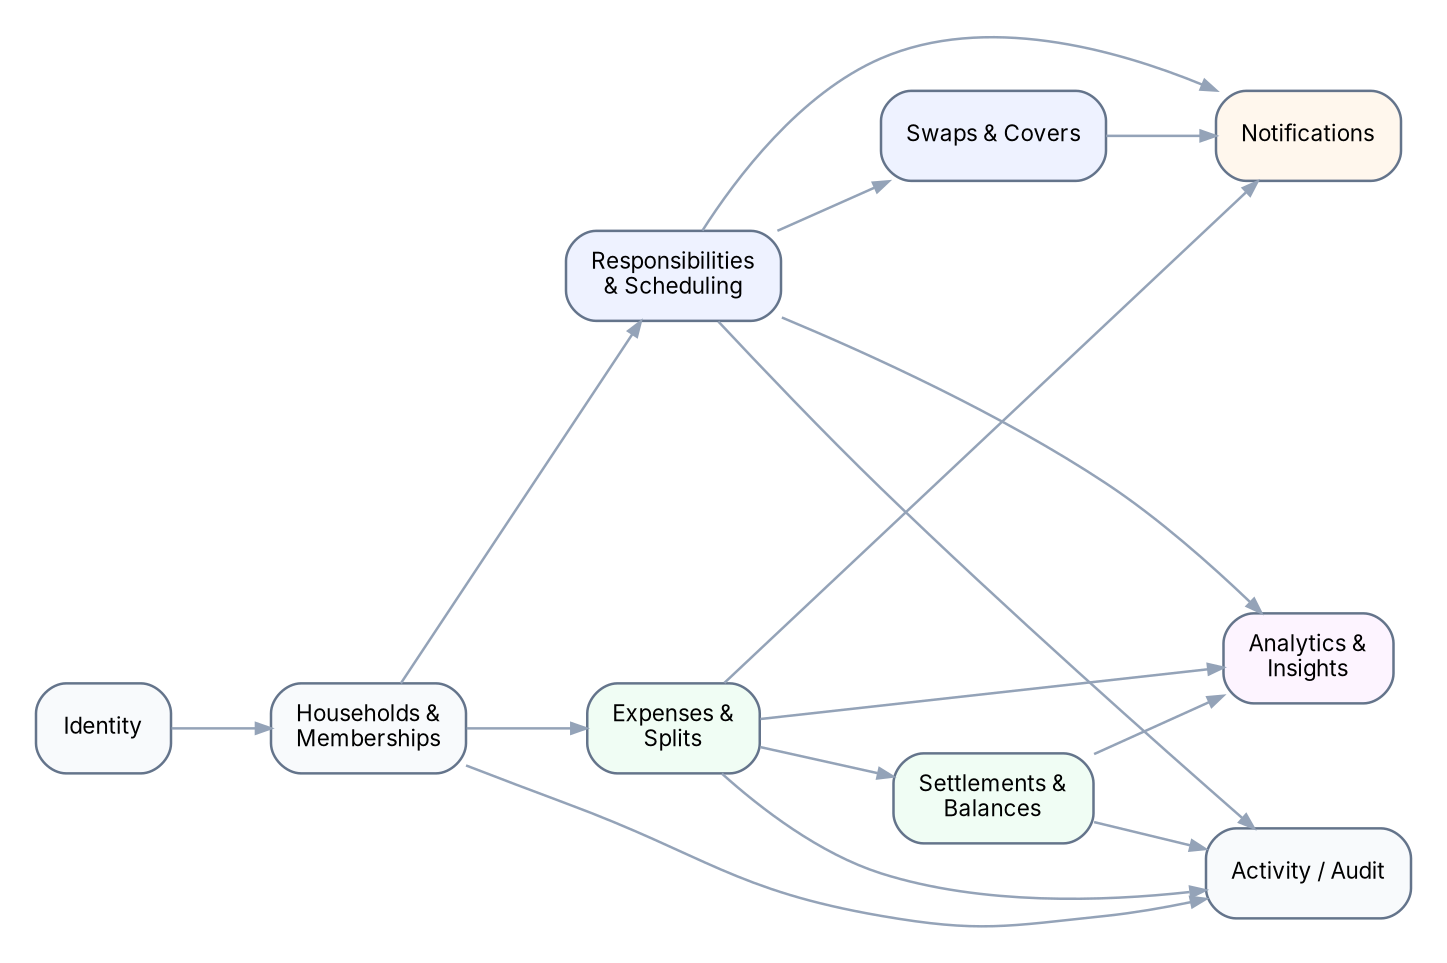 Swaps & Covers
Notifications
Responsibilities
& Scheduling
Analytics &
Insights
Identity
Households &
Memberships
Expenses &
Splits
Settlements &
Balances
Activity / Audit